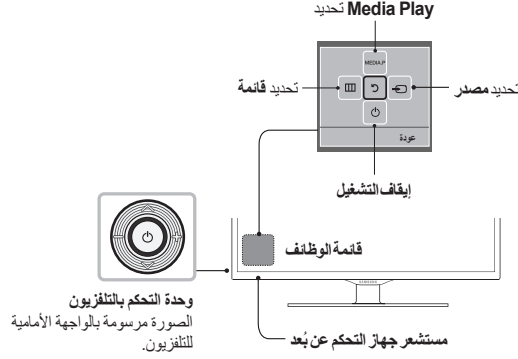 تحديد Media Play
MEDIA.P
تحديد مصدر
تحديد قائمة
عودة
إيقاف التشغيل
قائمة الوظائف
SAMSUNG
وحدة التحكم بالتلفزيون
الصورة مرسومة بالواجهة الأمامية
للتلفزيون.
مستشعر جهاز التحكم عن بُعد